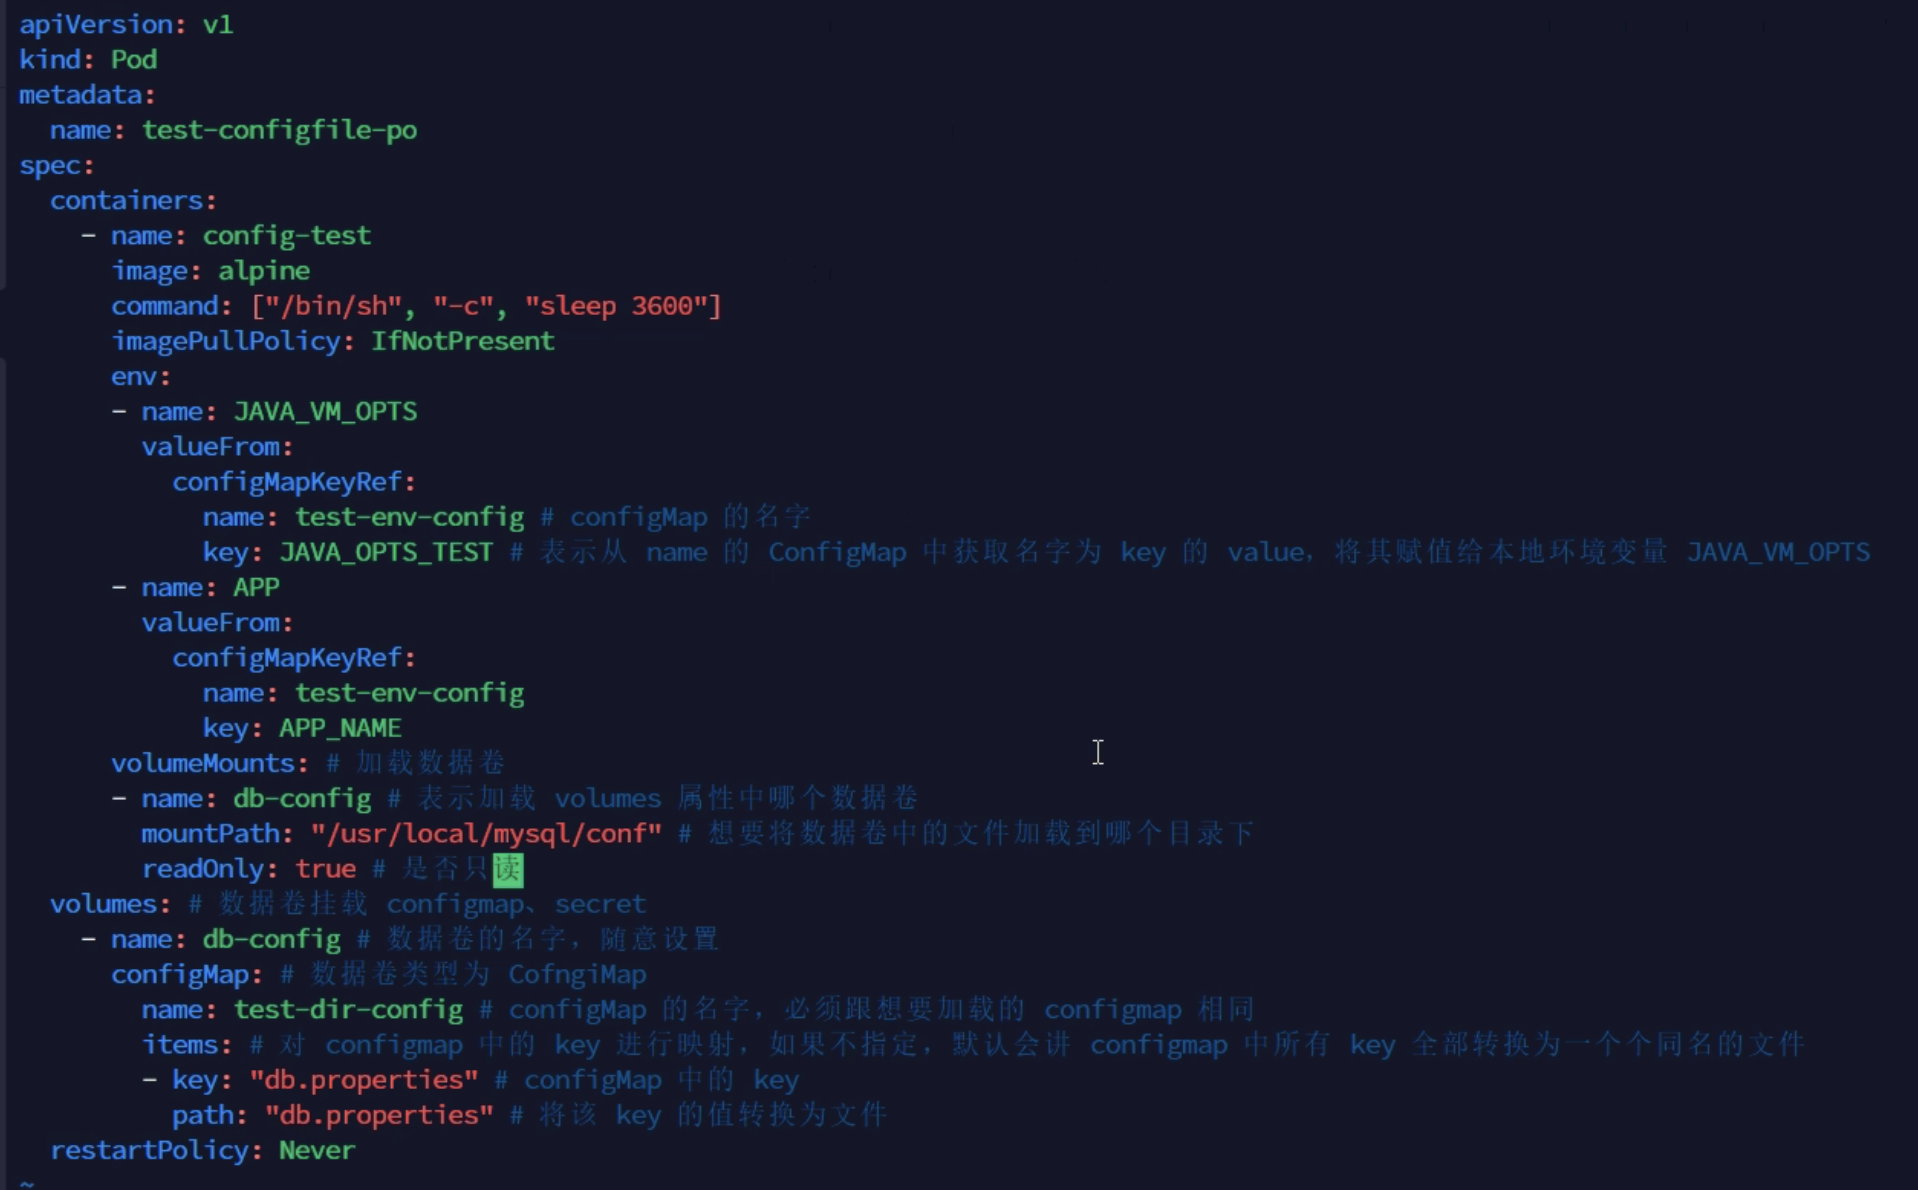 apiVersion: v1
kind: Pod
metadata:
  name: test-configfile-po
spec:
  containers:
    - name: config-test
      image: alpine
      command: ["/bin/sh", "-c", "sleep 3600"]
      imagePullPolicy: IfNotPresent
      env:
      - name: JAVA_VM_OPTS
        valueFrom:
          configMapKeyRef:
            name: test-env-config # configMap 的名字
            key: JAVA_OPTS_TEST # 表示从 name 的 ConfigMap 中获取名字为 key 的 value，将其赋值给本地环境变量 JAVA_VM_OPTS
      - name: APP
        valueFrom:
          configMapKeyRef:
            name: test-env-config
            key: APP_NAME
      volumeMounts: # 加载数据卷
      - name: db-config # 表示加载 volumes 属性中哪个数据卷
        mountPath: "/usr/local/mysql/conf" # 想要将数据卷中的文件加载到哪个目录下
        readOnly: true # 是否只读
  volumes: # 数据卷挂载 configmap、secret
    - name: db-config # 数据卷的名字，随意设置
      configMap: # 数据卷类型为 CofngiMap
        name: test-dir-config # configMap 的名字，必须跟想要加载的 configmap 相同
        items: # 对 configmap 中的 key 进行映射，如果不指定，默认会讲 configmap 中所有 key 全部转换为一个个同名的文件
        - key: "db.properties" # configMap 中的 key
          path: "db.properties" # 将该 key 的值转换为文件
  restartPolicy: Never
~